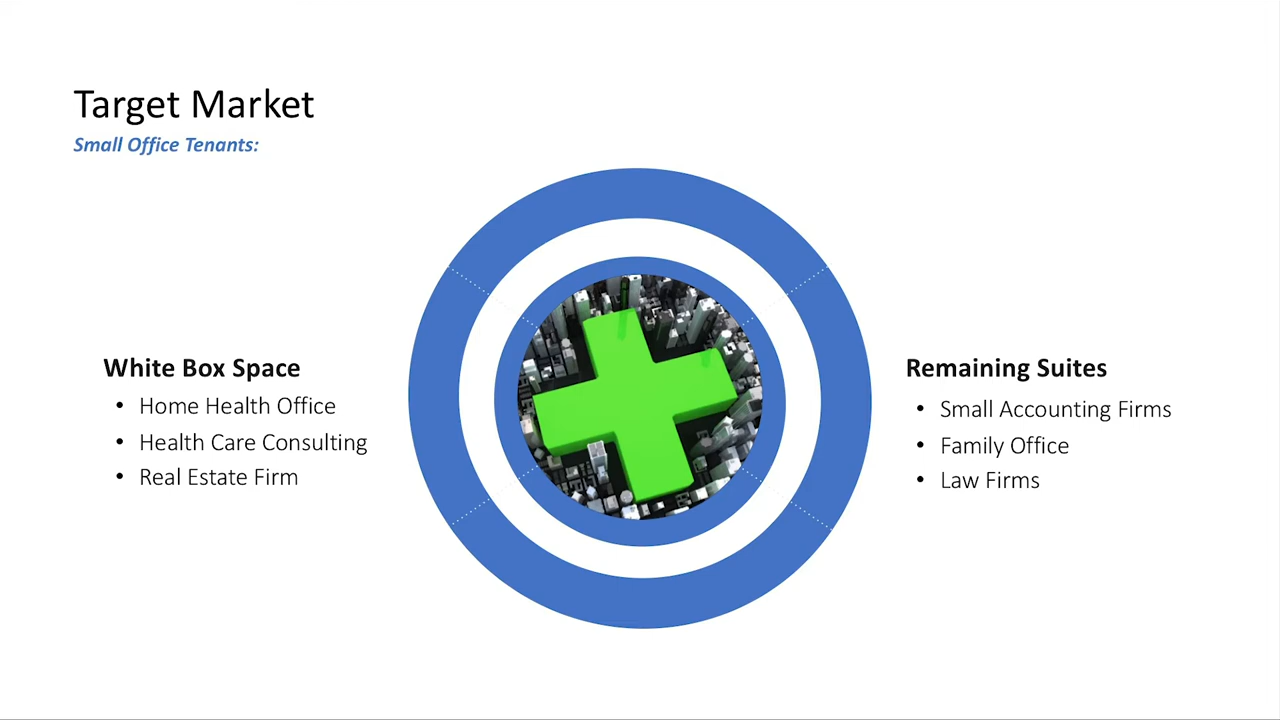 Target Market
Small Office Tenants:
White Box Space
• Home Health Office
• Health Care Consulting
• Real Estate Firm
Remaining Suites
• Small Accounting Firms
• Family Office
• Law Firms